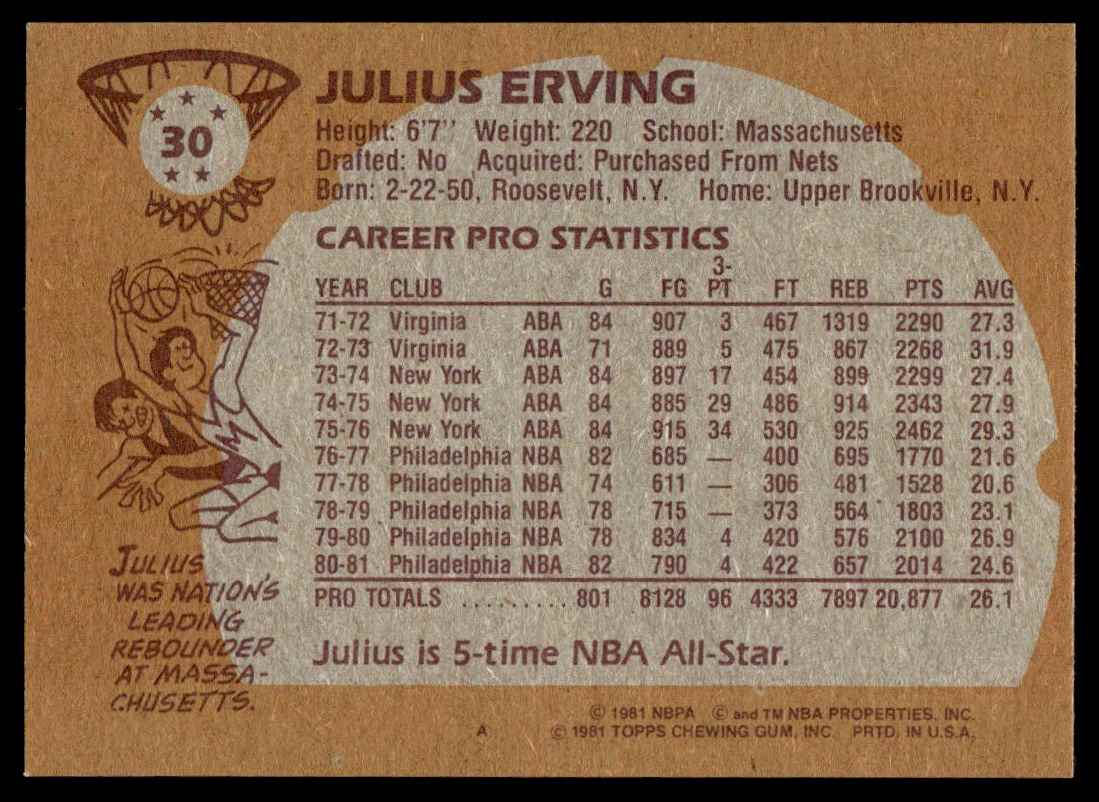 30
JULIUS ERVING
Height: 6'7" Weight: 220 School: Massachusetts
Drafted: No Acquired: Purchased From Nets
Born: 2-22-50, Roosevelt, N.Y. Home: Upper Brookville, N.Y.
CAREER PRO STATISTICS
YEAR CLUB G FG 3-PT FT REB PTS AVG
71-72 Virginia ABA 84 907 3 467 1319 2290 27.3
72-73 Virginia ABA 71 889 5 475 867 2268 31.9
73-74 New York ABA 84 897 17 454 899 2299 27.4
74-75 New York ABA 84 885 29 486 914 2343 27.9
75-76 New York ABA 84 915 34 530 925 2462 29.3
76-77 Philadelphia NBA 82 685 — 400 695 1770 21.6
77-78 Philadelphia NBA 74 611 — 306 481 1528 20.6
78-79 Philadelphia NBA 78 715 — 373 564 1803 23.1
79-80 Philadelphia NBA 78 834 4 420 576 2100 26.9
80-81 Philadelphia NBA 82 790 4 422 657 2014 24.6
PRO TOTALS .......... 801 8128 96 4333 7897 20,877 26.1
Julius is 5-time NBA All-Star.
JULIUS
WAS NATION'S
LEADING
REBOUNDER
AT MASSA-
CHUSETTS.
© 1981 NBPA © and TM NBA PROPERTIES, INC.
A © 1981 TOPPS CHEWING GUM, INC. PRTD. IN U.S.A.